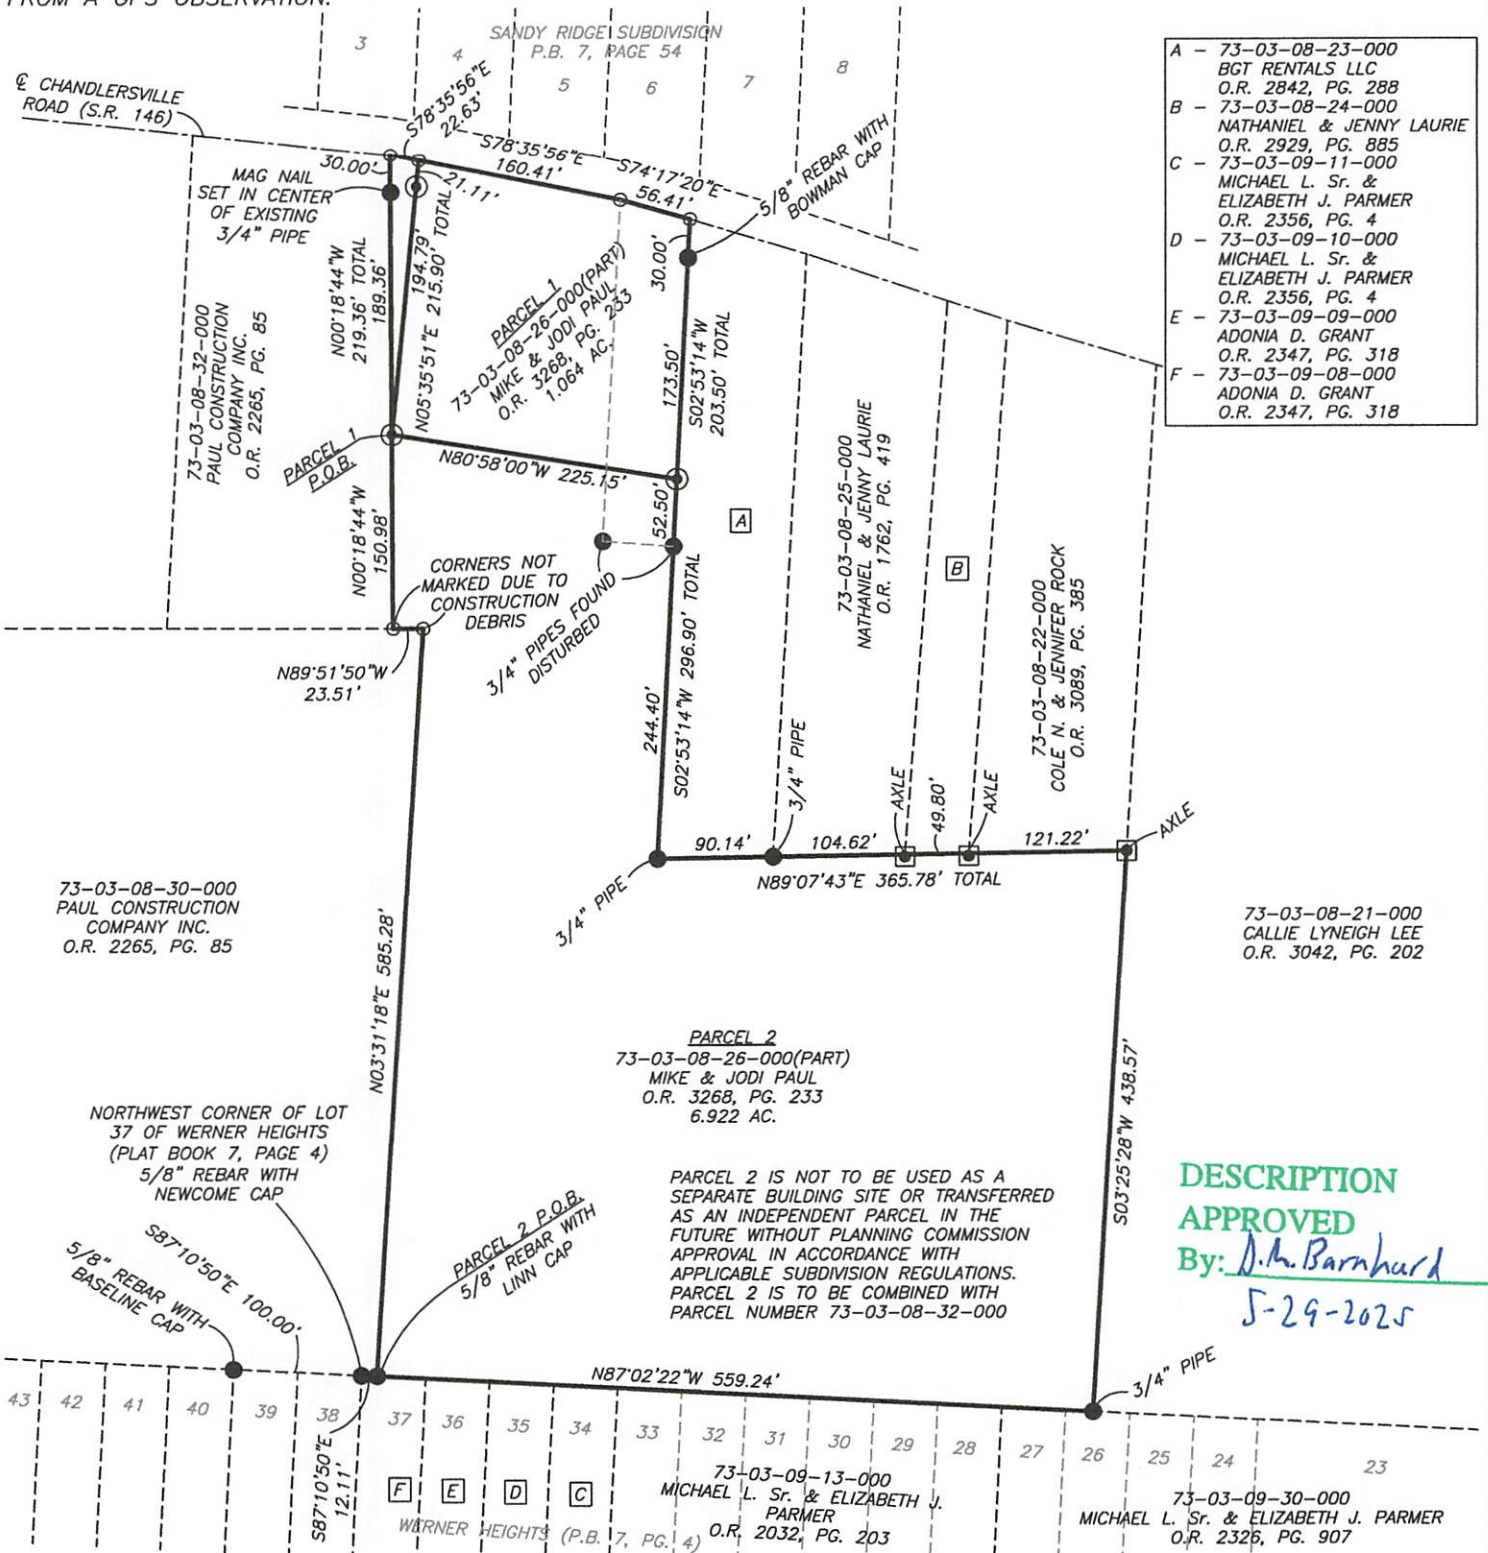 FROM A GPS OBSERVATION.
SANDY RIDGE SUBDIVISION
P.B. 7, PAGE 54
3
4
5
6
7
8
℄ CHANDLERSVILLE
ROAD (S.R. 146)
S78°35'56"E
22.63'
S78°35'56"E
160.41'
S74°17'20"E
56.41'
5/8" REBAR WITH
BOWMAN CAP
30.00'
21.11'
MAG NAIL
SET IN CENTER
OF EXISTING
3/4" PIPE
N00°18'44"W
219.36' TOTAL
189.36'
194.79'
N05°35'51"E 215.90' TOTAL
PARCEL 1
73-03-08-26-000(PART)
MIKE & JODI PAUL
O.R. 3268, PG. 233
1.064 AC.
30.00'
173.50'
S02°53'14"W
203.50' TOTAL
73-03-08-32-000
PAUL CONSTRUCTION
COMPANY INC.
O.R. 2265, PG. 85
PARCEL 1
P.O.B.
N80°58'00"W 225.15'
N00°18'44"W
150.98'
52.50'
A
73-03-08-25-000
NATHANIEL & JENNY LAURIE
O.R. 1762, PG. 419
B
73-03-08-22-000
COLE N. & JENNIFER ROCK
O.R. 3089, PG. 385
CORNERS NOT
MARKED DUE TO
CONSTRUCTION
DEBRIS
3/4" PIPES FOUND
DISTURBED
N89°51'50"W
23.51'
244.40'
S02°53'14"W 296.90' TOTAL
3/4" PIPE
AXLE
49.80'
AXLE
AXLE
90.14'
104.62'
121.22'
N89°07'43"E 365.78' TOTAL
3/4" PIPE
A - 73-03-08-23-000
BGT RENTALS LLC
O.R. 2842, PG. 288
B - 73-03-08-24-000
NATHANIEL & JENNY LAURIE
O.R. 2929, PG. 885
C - 73-03-09-11-000
MICHAEL L. Sr. &
ELIZABETH J. PARMER
O.R. 2356, PG. 4
D - 73-03-09-10-000
MICHAEL L. Sr. &
ELIZABETH J. PARMER
O.R. 2356, PG. 4
E - 73-03-09-09-000
ADONIA D. GRANT
O.R. 2347, PG. 318
F - 73-03-09-08-000
ADONIA D. GRANT
O.R. 2347, PG. 318
73-03-08-30-000
PAUL CONSTRUCTION
COMPANY INC.
O.R. 2265, PG. 85
N03°31'18"E 585.28'
73-03-08-21-000
CALLIE LYNEIGH LEE
O.R. 3042, PG. 202
PARCEL 2
73-03-08-26-000(PART)
MIKE & JODI PAUL
O.R. 3268, PG. 233
6.922 AC.
S03°25'28"W 438.57'
NORTHWEST CORNER OF LOT
37 OF WERNER HEIGHTS
(PLAT BOOK 7, PAGE 4)
5/8" REBAR WITH
NEWCOME CAP
PARCEL 2 P.O.B.
5/8" REBAR WITH
LINN CAP
PARCEL 2 IS NOT TO BE USED AS A
SEPARATE BUILDING SITE OR TRANSFERRED
AS AN INDEPENDENT PARCEL IN THE
FUTURE WITHOUT PLANNING COMMISSION
APPROVAL IN ACCORDANCE WITH
APPLICABLE SUBDIVISION REGULATIONS.
PARCEL 2 IS TO BE COMBINED WITH
PARCEL NUMBER 73-03-08-32-000
DESCRIPTION
APPROVED
By: D.M. Barnhard
5-29-2025
S87°10'50"E 100.00'
5/8" REBAR WITH
BASELINE CAP
N87°02'22"W 559.24'
3/4" PIPE
43
42
41
40
39
38
37
36
35
34
33
32
31
30
29
28
27
26
25
24
23
S87°10'50"E
12.11'
F
E
D
C
WERNER HEIGHTS (P.B. 7, PG. 4)
73-03-09-13-000
MICHAEL L. Sr. & ELIZABETH J.
PARMER
O.R. 2032, PG. 203
73-03-09-30-000
MICHAEL L. Sr. & ELIZABETH J. PARMER
O.R. 2326, PG. 907